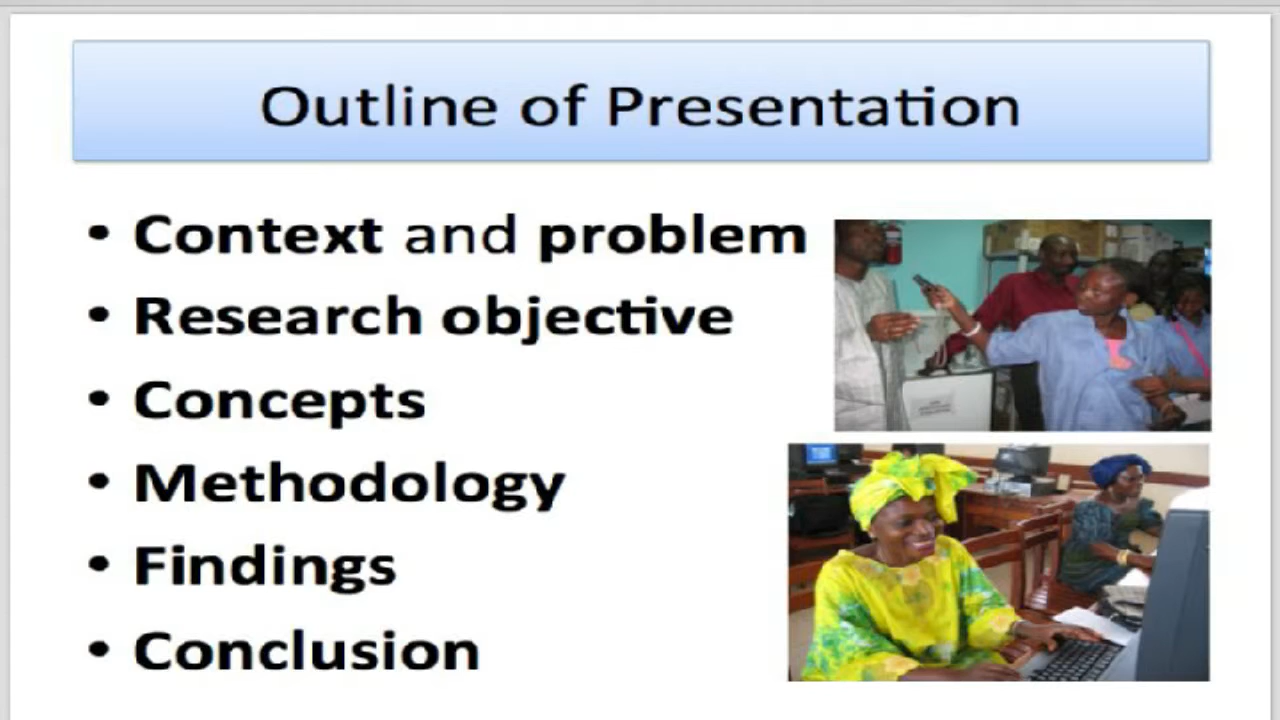 Outline of Presentation
• Context and problem
• Research objective
• Concepts
• Methodology
• Findings
• Conclusion